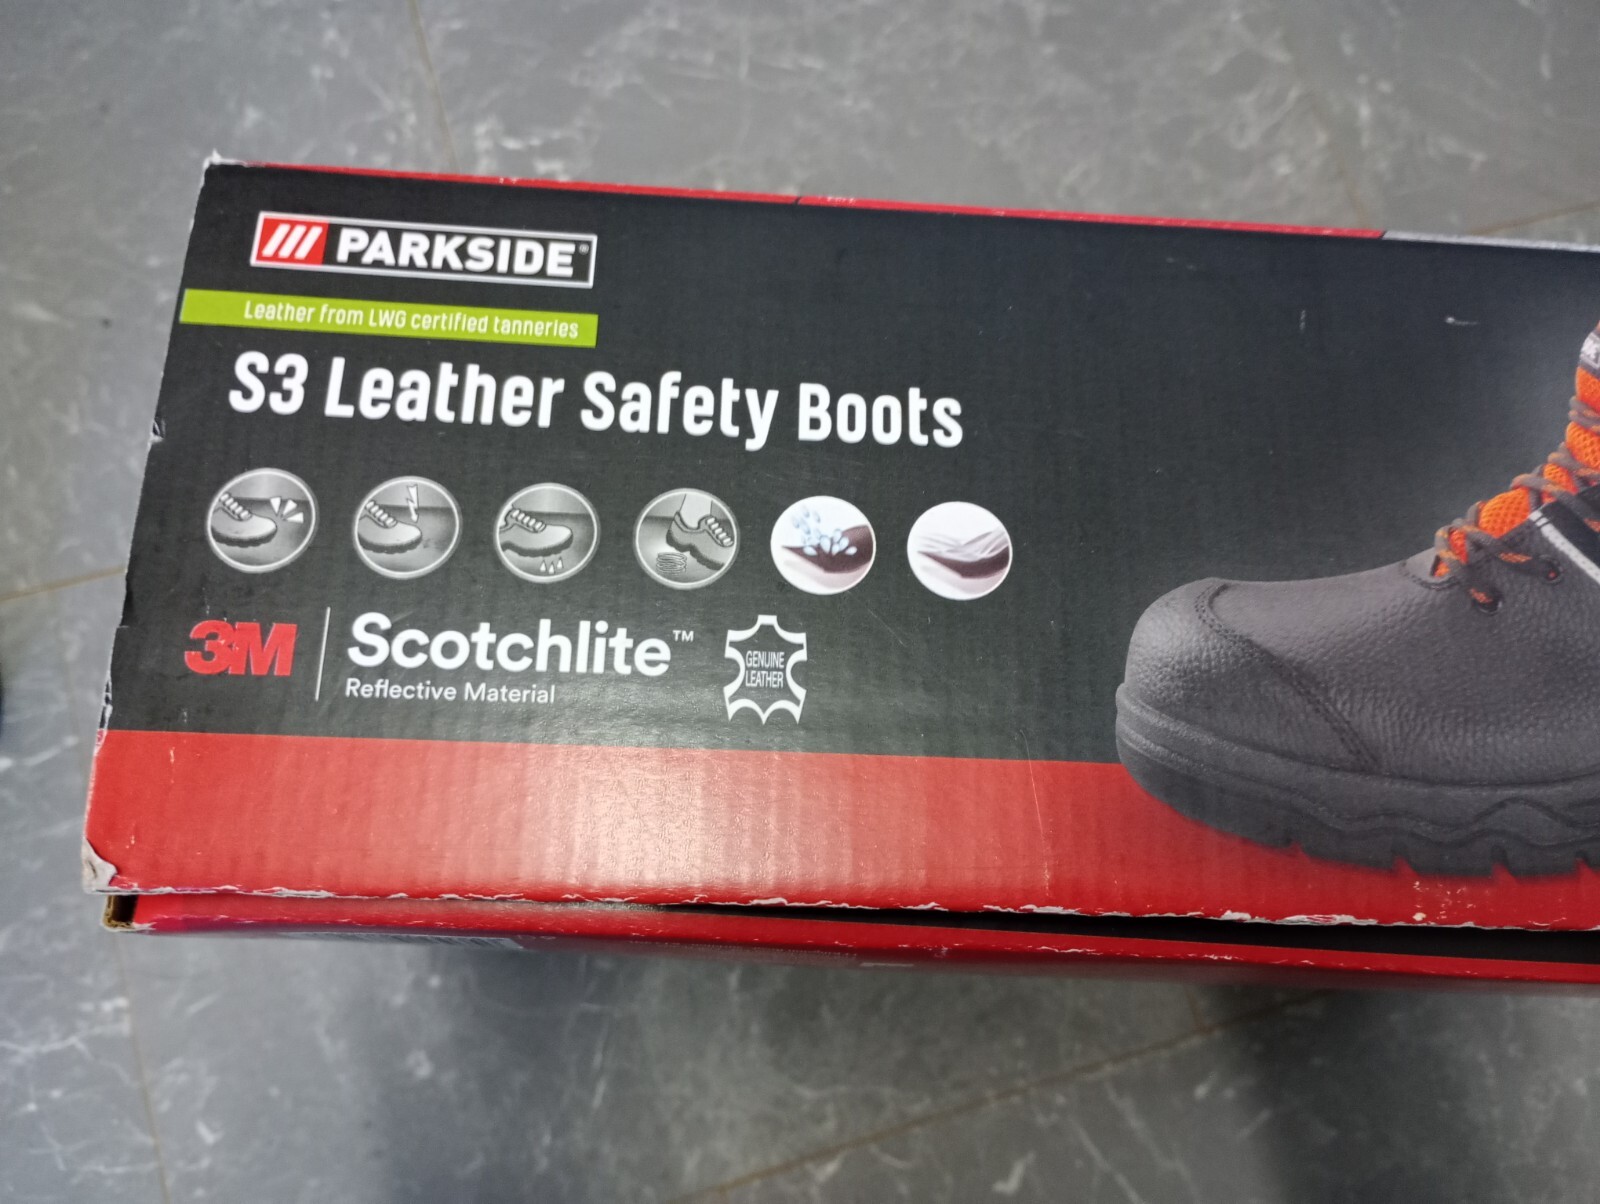 PARKSIDE®
Leather from LWG certified tanneries
S3 Leather Safety Boots
3M Scotchlite™
Reflective Material
GENUINE
LEATHER